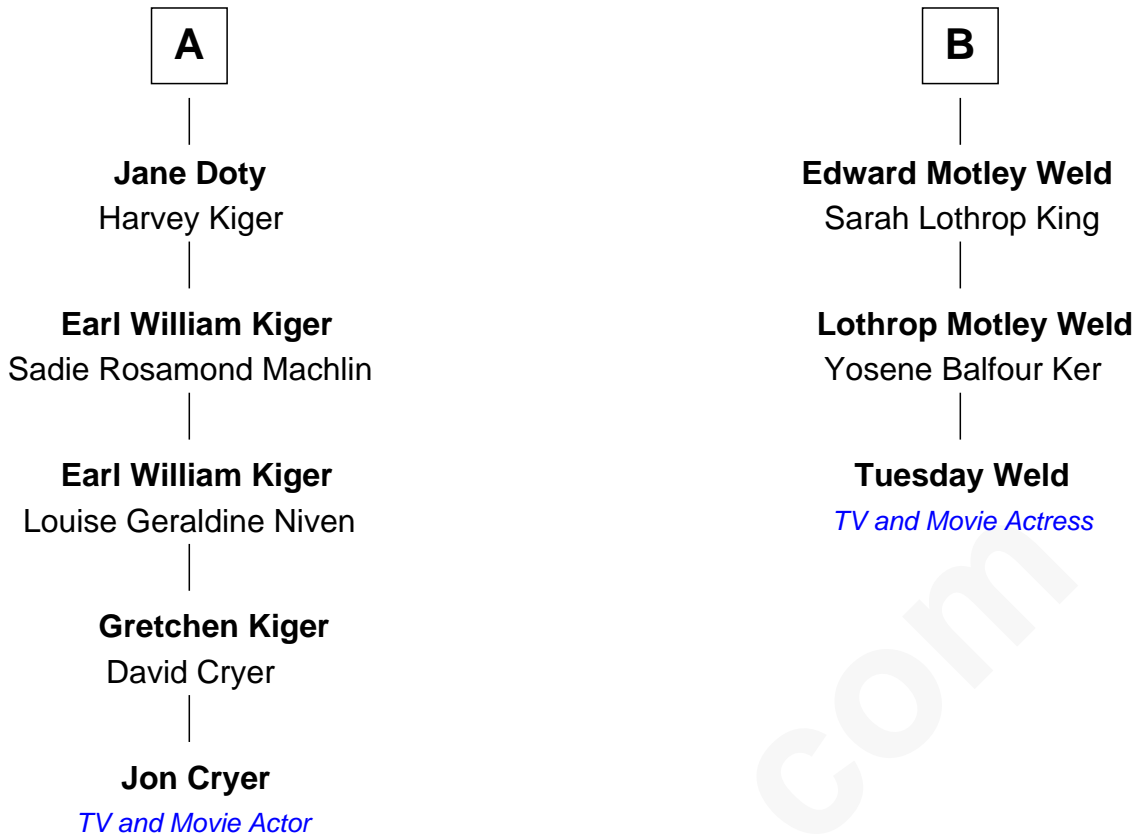 A
Jane Doty
Harvey Kiger
Earl William Kiger
Sadie Rosamond Machlin
Earl William Kiger
Louise Geraldine Niven
Gretchen Kiger
David Cryer
Jon Cryer
TV and Movie Actor
B
Edward Motley Weld
Sarah Lothrop King
Lothrop Motley Weld
Yosene Balfour Ker
Tuesday Weld
TV and Movie Actress
com